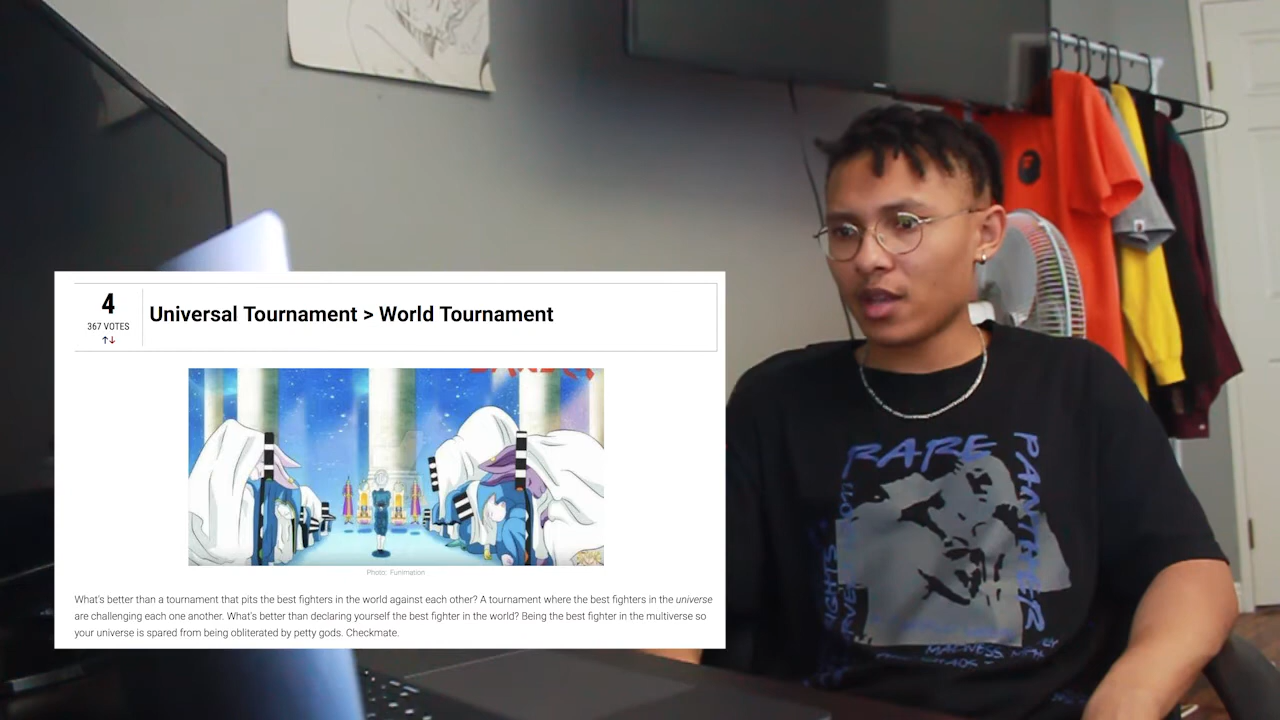 4
367 VOTES
Universal Tournament > World Tournament
Photo: Funimation
What's better than a tournament that pits the best fighters in the world against each other? A tournament where the best fighters in the universe
are challenging each one another. What's better than declaring yourself the best fighter in the world? Being the best fighter in the multiverse so
your universe is spared from being obliterated by petty gods. Checkmate.
RARE
PANTHER